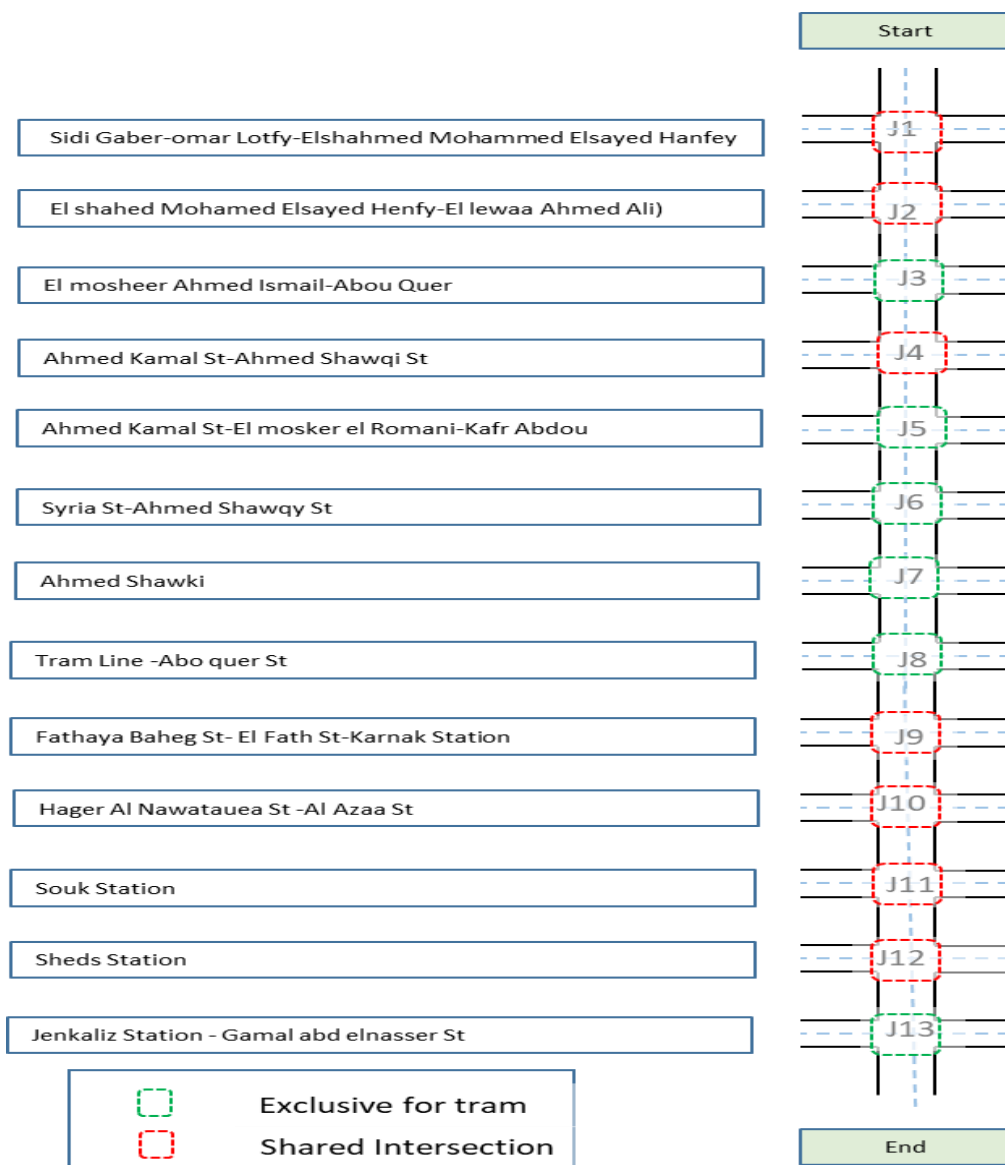 Start
Sidi Gaber-omar Lotfy-Elshahmed Mohammed Elsayed Hanfey
J1
El shahed Mohamed Elsayed Henfy-El lewaa Ahmed Ali)
J2
El mosheer Ahmed Ismail-Abou Quer
J3
Ahmed Kamal St-Ahmed Shawqi St
J4
Ahmed Kamal St-El mosker el Romani-Kafr Abdou
J5
Syria St-Ahmed Shawqy St
J6
Ahmed Shawki
J7
Tram Line -Abo quer St
J8
Fathaya Baheg St- El Fath St-Karnak Station
J9
Hager Al Nawatauea St -Al Azaa St
J10
Souk Station
J11
Sheds Station
J12
Jenkaliz Station - Gamal abd elnasser St
J13
Exclusive for tram
Shared Intersection
End